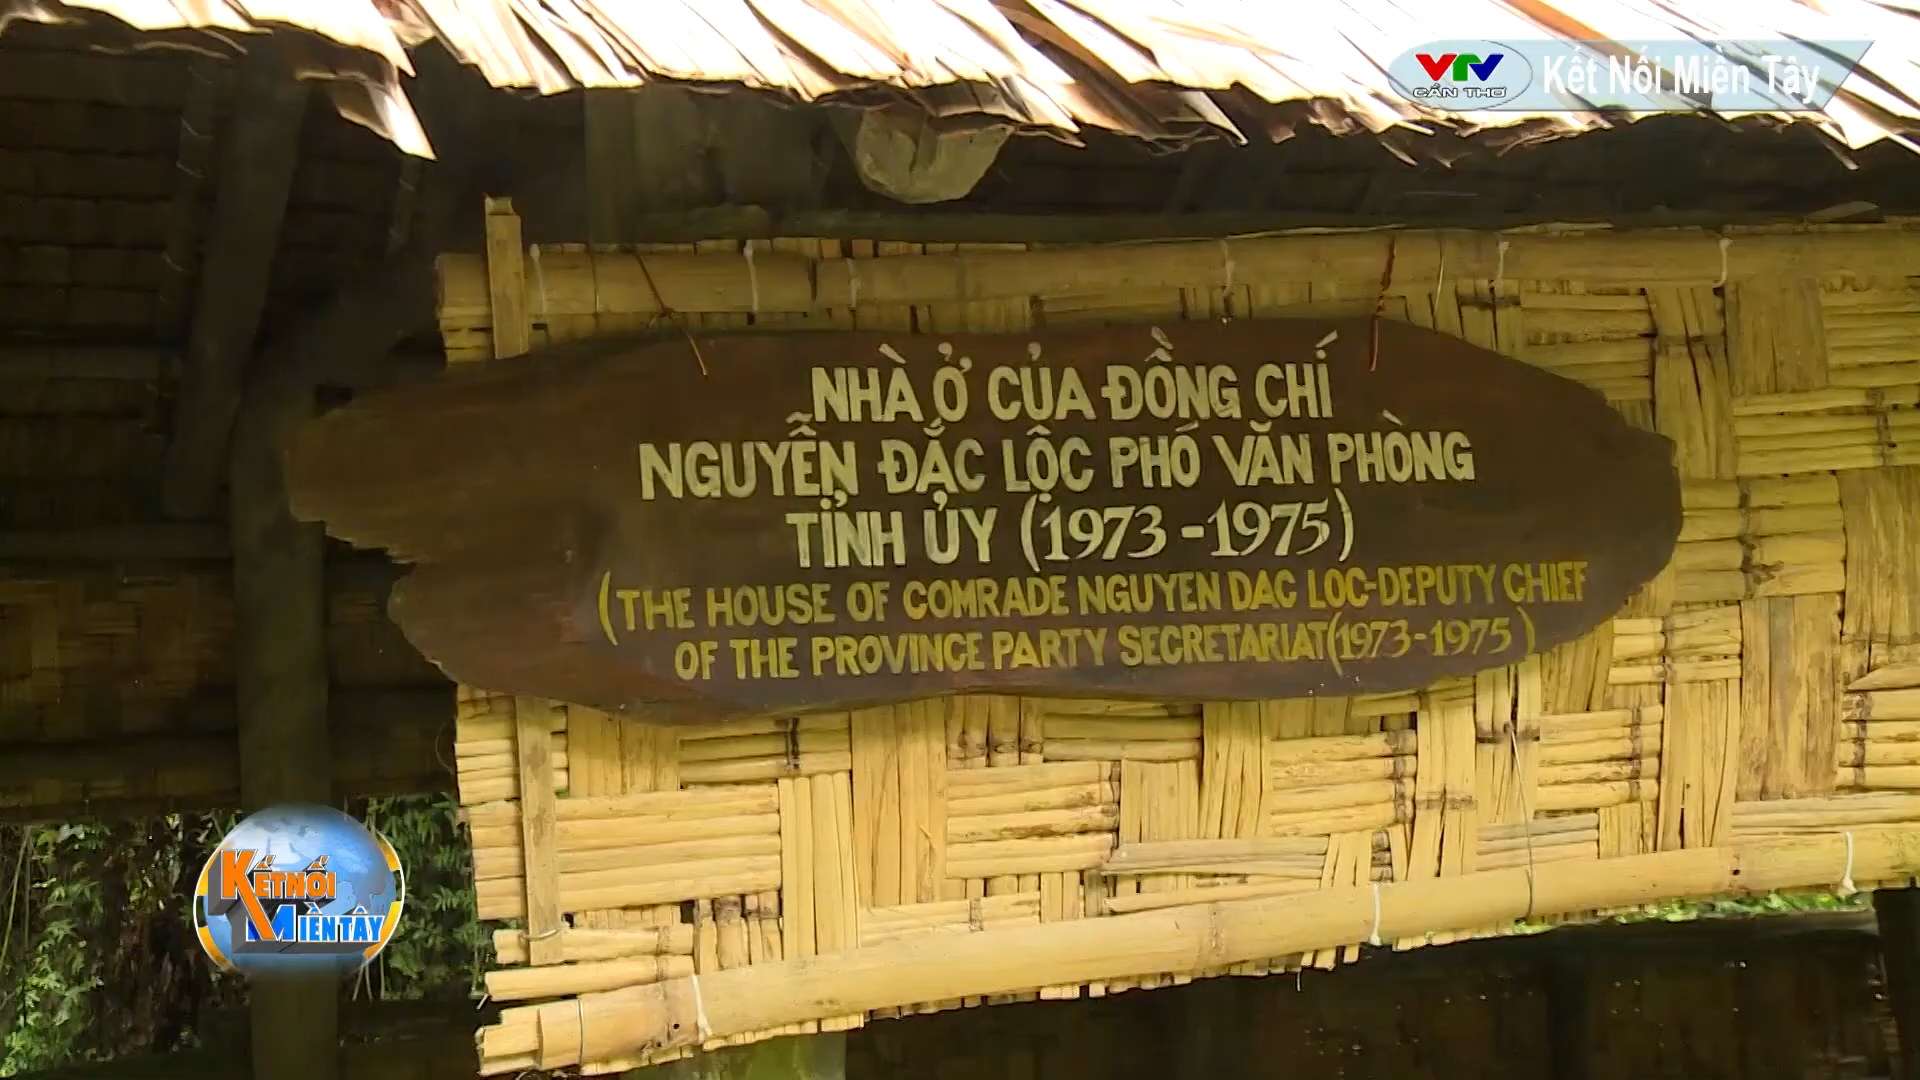 VTV
CẦN THƠ
Kết Nối Miền Tây
NHÀ Ở CỦA ĐỒNG CHÍ
NGUYỄN ĐẮC LỘC PHÓ VĂN PHÒNG
TỈNH ỦY (1973-1975)
(THE HOUSE OF COMRADE NGUYEN DAC LOC-DEPUTY CHIEF
OF THE PROVINCE PARTY SECRETARIAT(1973-1975)
KẾT NỐI
MIỀN TÂY